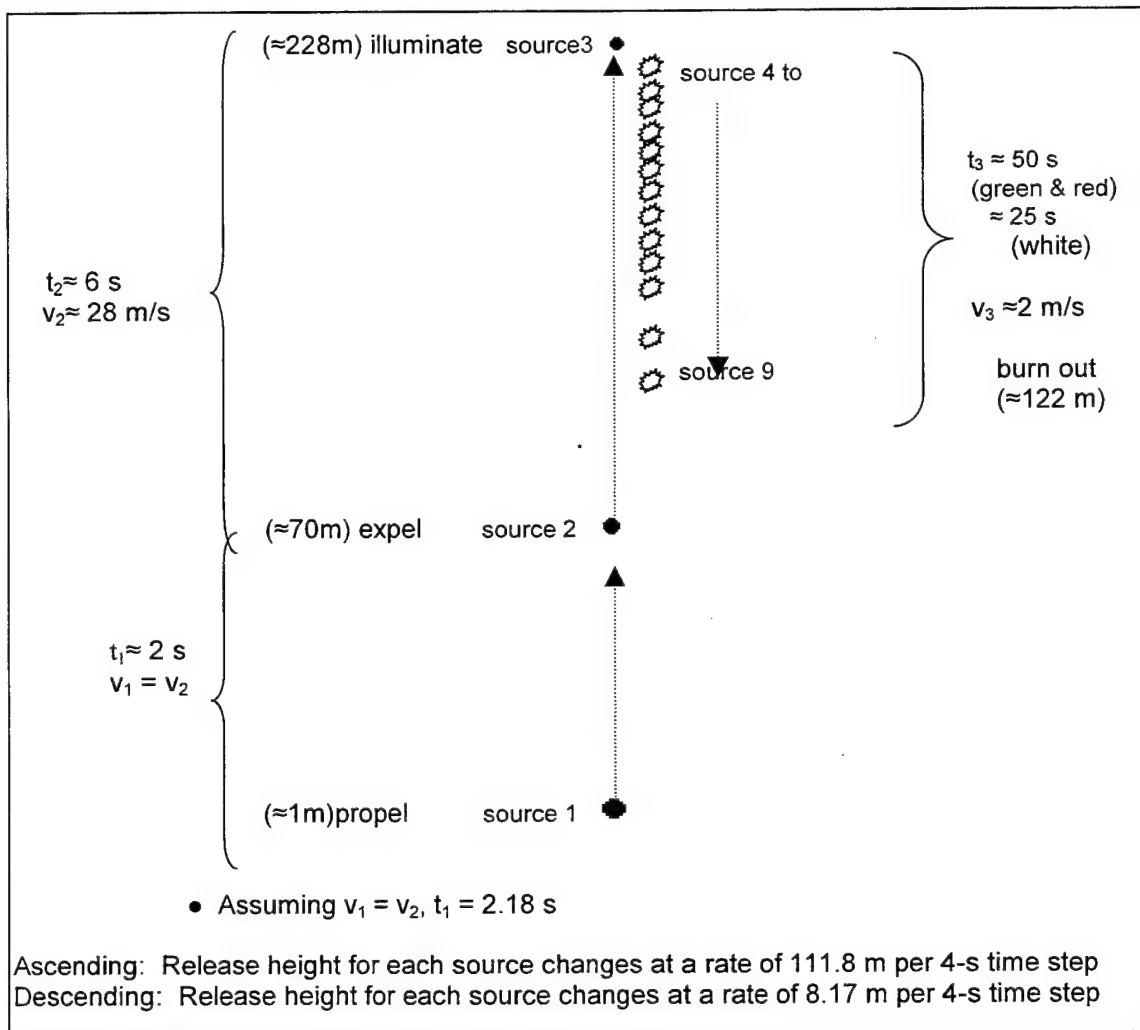 (≈228m) illuminate source3
source 4 to
t₃ ≈ 50 s
(green & red)
≈ 25 s
(white)
t₂≈ 6 s
v₂≈ 28 m/s
v₃ ≈2 m/s
burn out
(≈122 m)
source 9
(≈70m) expel source 2
t₁≈ 2 s
v₁ = v₂
(≈1m)propel source 1
● Assuming v₁ = v₂, t₁ = 2.18 s
Ascending: Release height for each source changes at a rate of 111.8 m per 4-s time step
Descending: Release height for each source changes at a rate of 8.17 m per 4-s time step